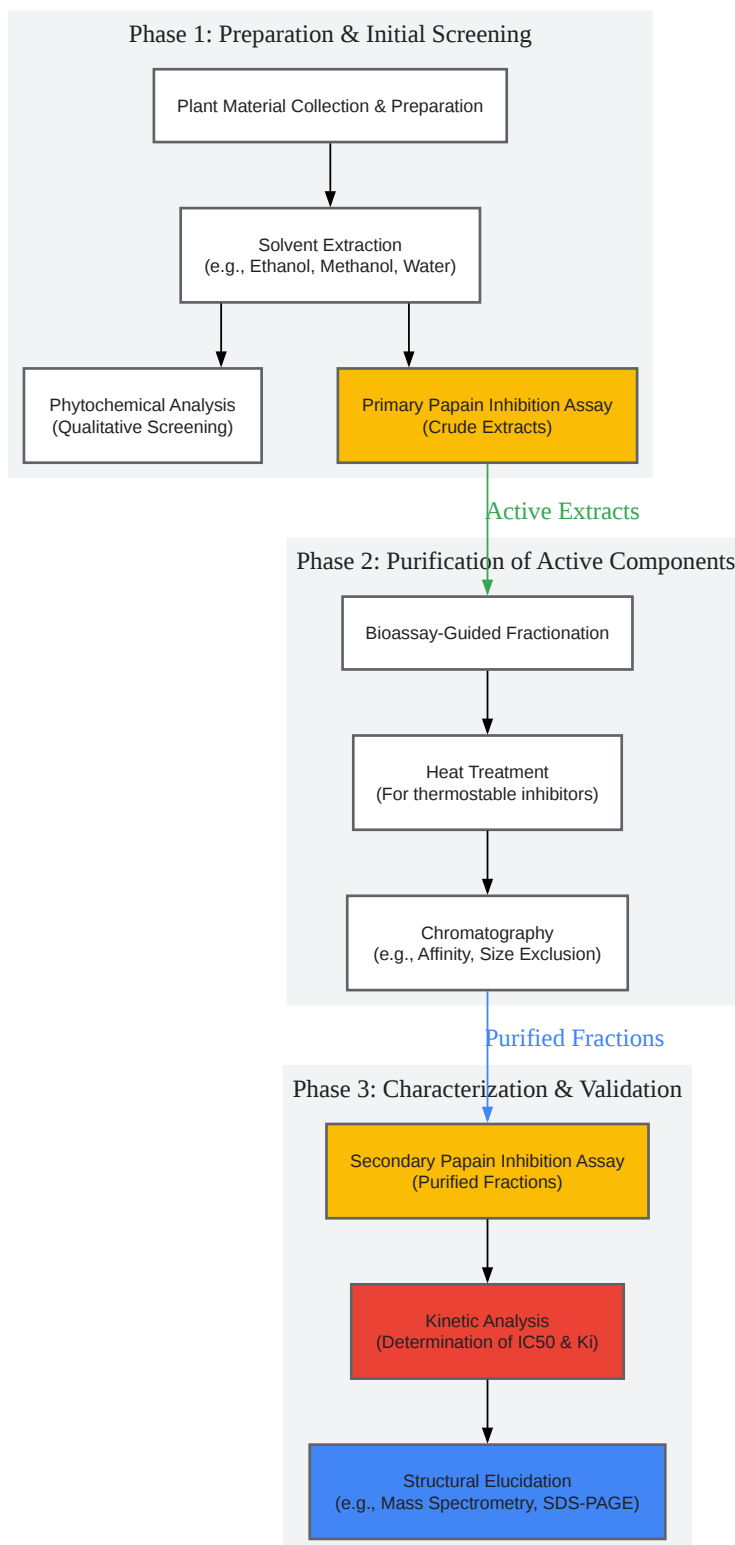 Phase 1: Preparation & Initial Screening
Plant Material Collection & Preparation
Solvent Extraction
(e.g., Ethanol, Methanol, Water)
Phytochemical Analysis
(Qualitative Screening)
Primary Papain Inhibition Assay
(Crude Extracts)
Active Extracts
Phase 2: Purification of Active Components
Bioassay-Guided Fractionation
Heat Treatment
(For thermostable inhibitors)
Chromatography
(e.g., Affinity, Size Exclusion)
Purified Fractions
Phase 3: Characterization & Validation
Secondary Papain Inhibition Assay
(Purified Fractions)
Kinetic Analysis
(Determination of IC50 & Ki)
Structural Elucidation
(e.g., Mass Spectrometry, SDS-PAGE)